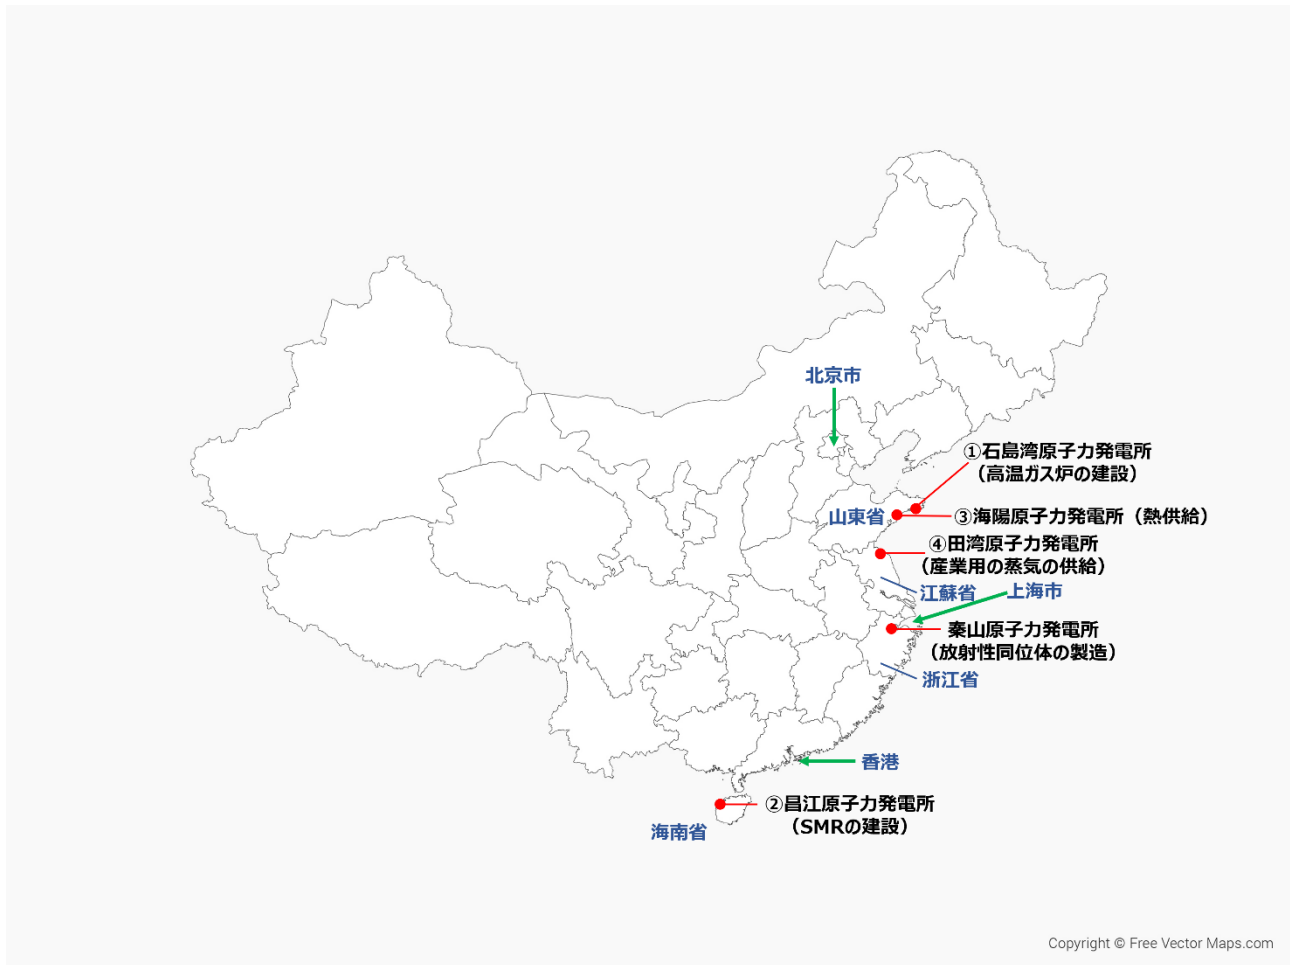 北京市
①石島湾原子力発電所
（高温ガス炉の建設）
山東省
③海陽原子力発電所（熱供給）
④田湾原子力発電所
（産業用の蒸気の供給）
江蘇省
上海市
秦山原子力発電所
（放射性同位体の製造）
浙江省
香港
②昌江原子力発電所
（SMRの建設）
海南省
Copyright © Free Vector Maps.com